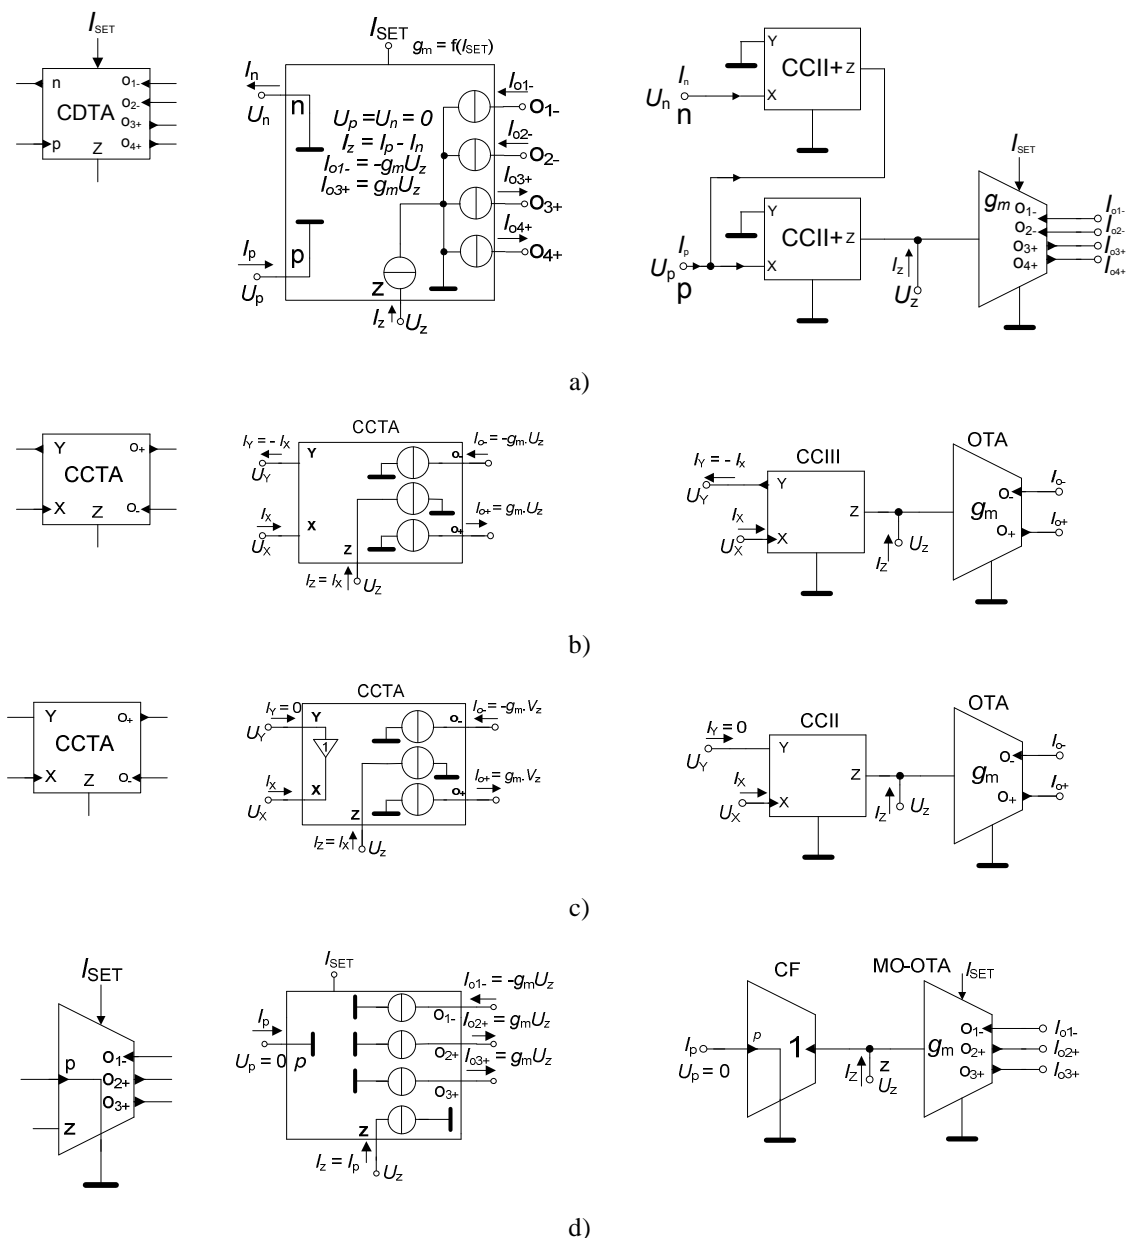 I_SET
n
CDTA
p
Z
o1-
o2-
o3+
o4+
I_SET
g_m = f(I_SET)
I_n
U_n
n
U_p = U_n = 0
I_z = I_p - I_n
I_o1- = -g_mU_z
I_o3+ = g_mU_z
I_p
p
U_p
z
I_z
U_z
I_o1-
o1-
I_o2-
o2-
I_o3+
o3+
I_o4+
o4+
Y
CCII+
Z
X
I_n
U_n
n
Y
CCII+
Z
X
I_p
U_p
p
I_z
U_z
I_SET
g_m
o1-
o2-
o3+
o4+
I_o1-
I_o2-
I_o3+
I_o4+
a)
Y
o+
CCTA
X
Z
o-
CCTA
I_Y = - I_X
U_Y
Y
I_X
U_X
X
z
I_Z = I_X
U_Z
o-
I_o- = -g_m.U_z
I_o+ = g_m.U_z
o+
CCIII
I_Y = - I_X
U_Y
Y
I_X
U_X
X
Z
I_Z
U_z
OTA
g_m
o-
o+
I_o-
I_o+
b)
Y
o+
CCTA
X
Z
o-
CCTA
I_Y = 0
U_Y
Y
1
I_X
U_X
X
z
I_Z = I_X
U_z
o-
I_o- = -g_m.V_z
I_o+ = g_m.V_z
o+
CCII
I_Y = 0
U_Y
Y
I_X
U_X
X
Z
I_Z
U_z
OTA
g_m
o-
o+
I_o-
I_o+
c)
I_SET
p
z
o1-
o2+
o3+
I_SET
I_p
U_p = 0
p
z
I_z = I_p
U_z
I_o1- = -g_mU_z
o1-
I_o2+ = g_mU_z
o2+
I_o3+ = g_mU_z
o3+
CF
I_p
U_p = 0
p
1
I_Z
z
U_z
MO-OTA
I_SET
g_m
o1-
o2+
o3+
I_o1-
I_o2+
I_o3+
d)